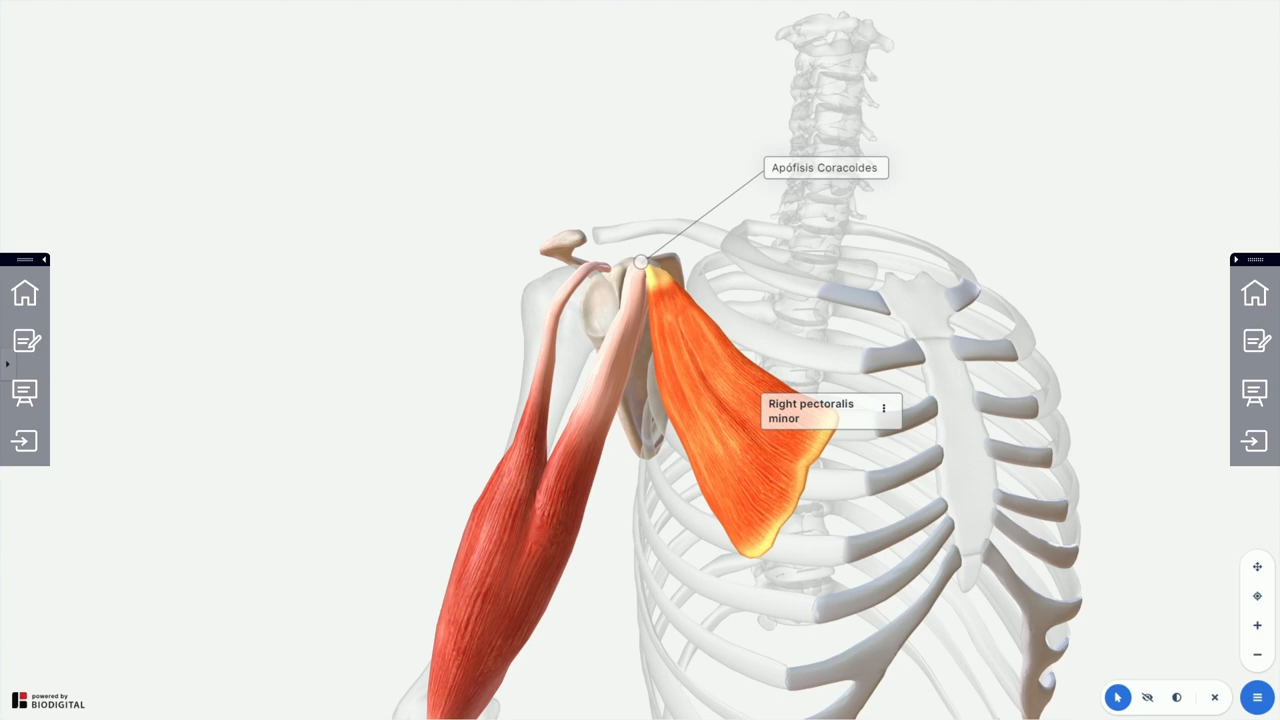 Apófisis Coracoides
Right pectoralis
minor
powered by
BIODIGITAL